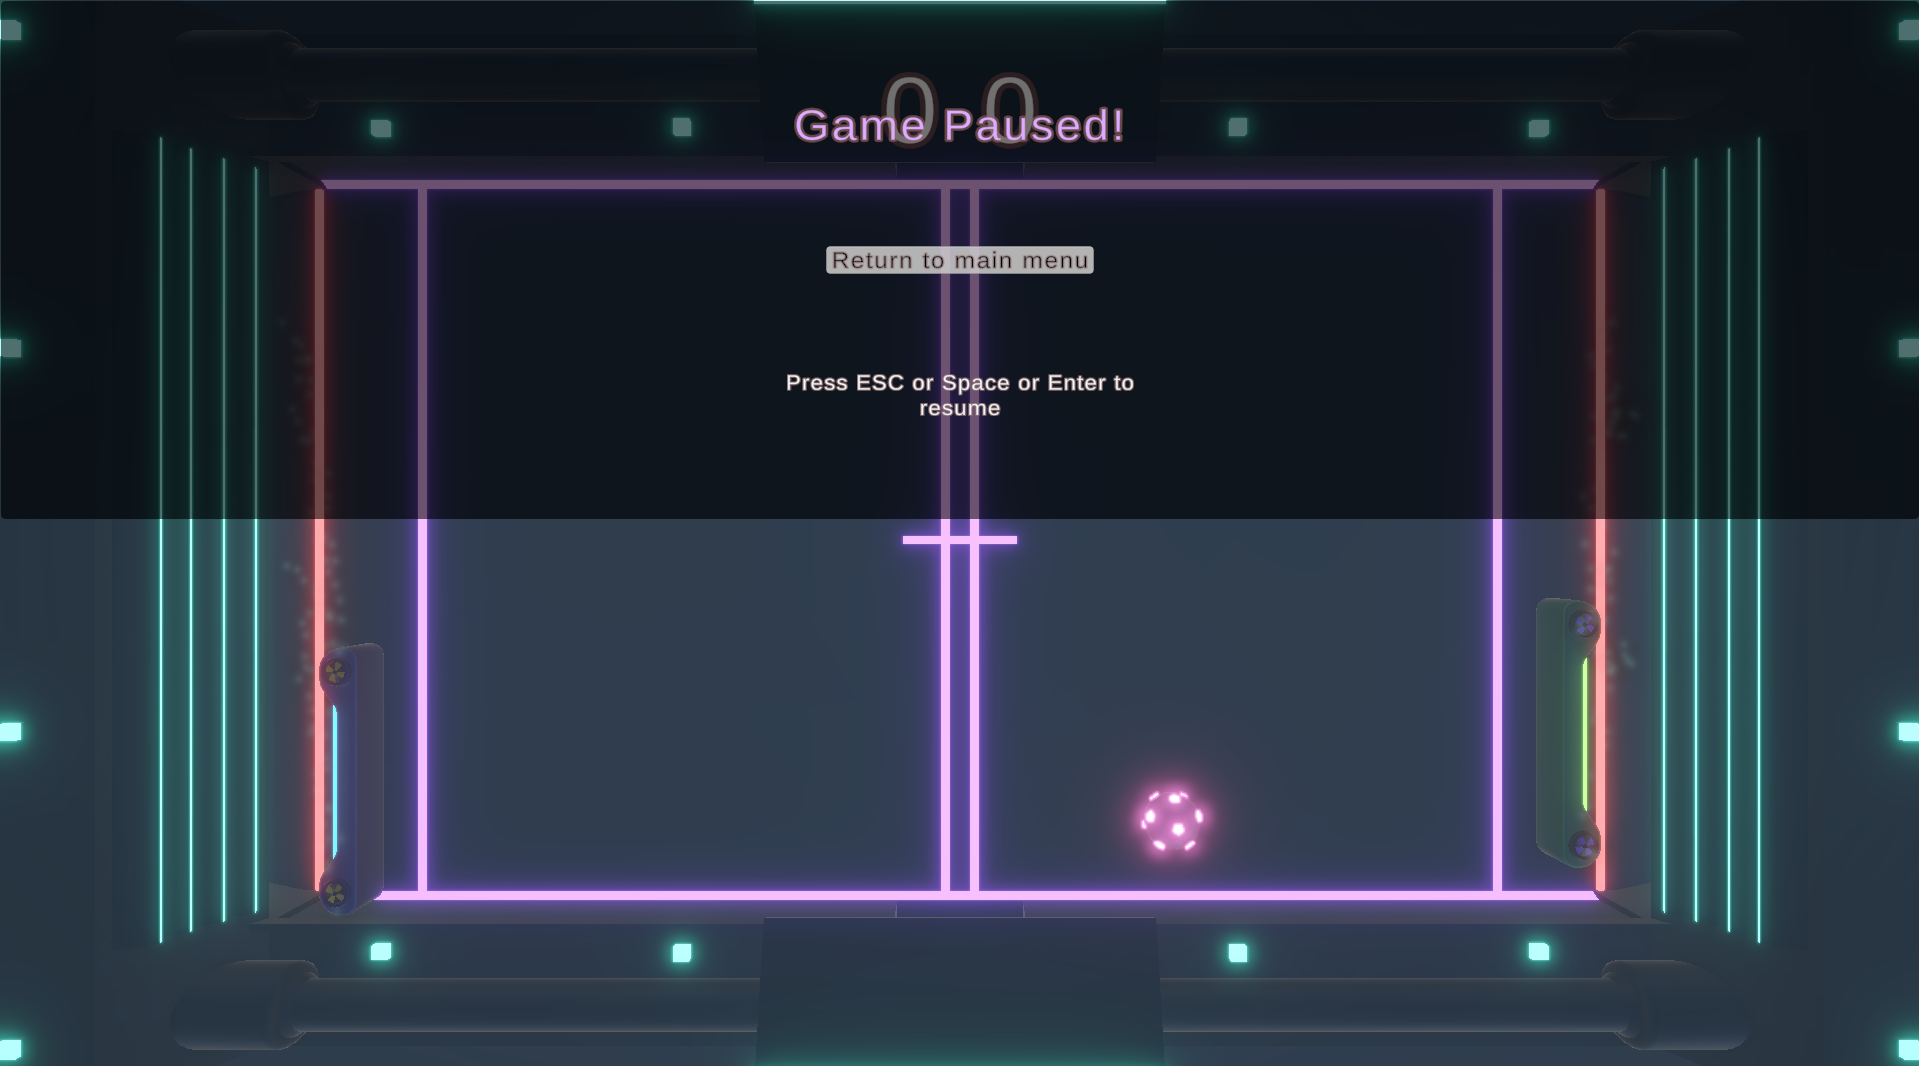 0 0
Game Paused!
Return to main menu
Press ESC or Space or Enter to
resume